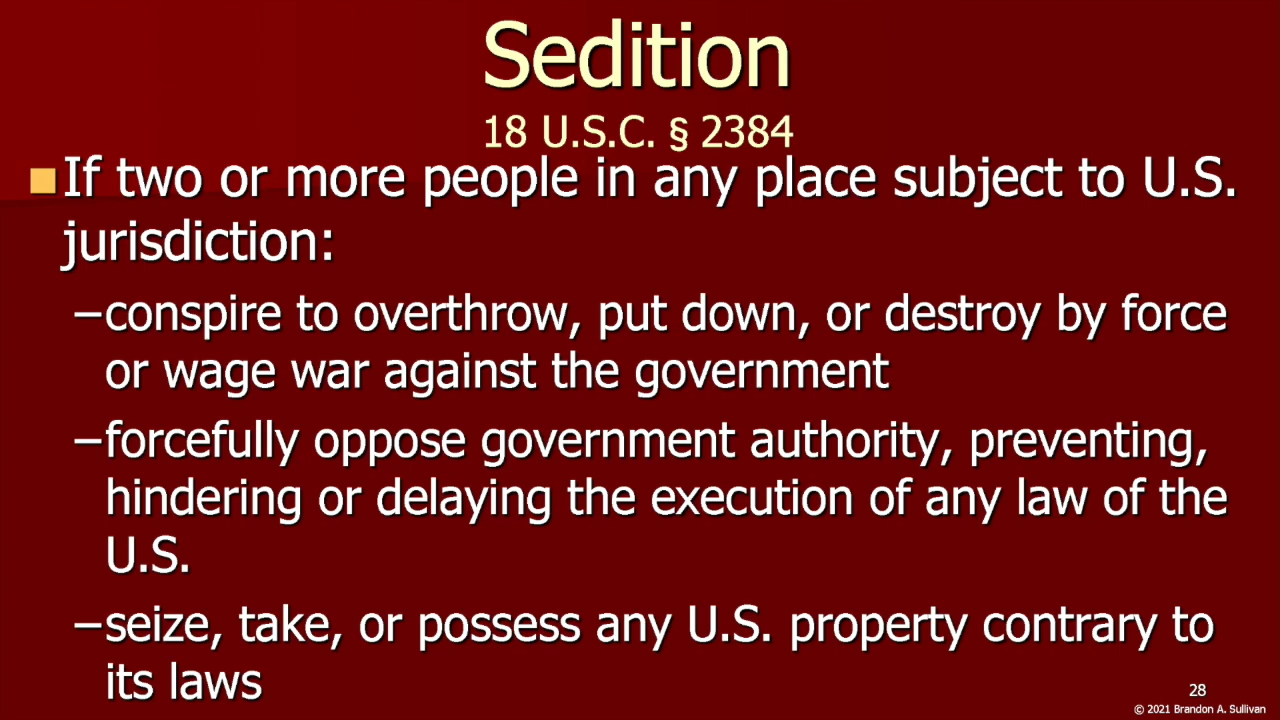 Sedition
18 U.S.C. § 2384
If two or more people in any place subject to U.S.
jurisdiction:
–conspire to overthrow, put down, or destroy by force
or wage war against the government
–forcefully oppose government authority, preventing,
hindering or delaying the execution of any law of the
U.S.
–seize, take, or possess any U.S. property contrary to
its laws
28
© 2021 Brandon A. Sullivan